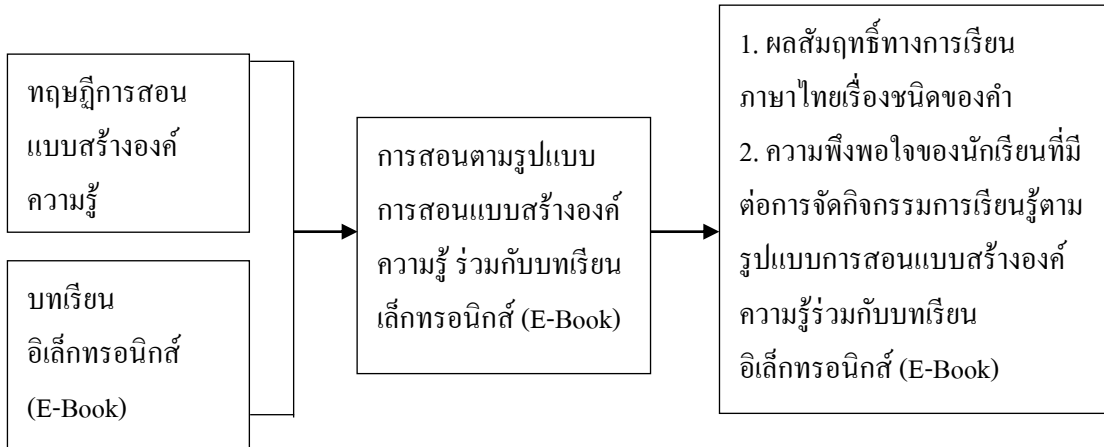 ทฤษฎีการสอน
แบบสร้างองค์
ความรู้
บทเรียน
อิเล็กทรอนิกส์
(E-Book)
การสอนตามรูปแบบ
การสอนแบบสร้างองค์
ความรู้ ร่วมกับบทเรียน
เล็กทรอนิกส์ (E-Book)
1. ผลสัมฤทธิ์ทางการเรียน
ภาษาไทยเรื่องชนิดของคำ
2. ความพึงพอใจของนักเรียนที่มี
ต่อการจัดกิจกรรมการเรียนรู้ตาม
รูปแบบการสอนแบบสร้างองค์
ความรู้ร่วมกับบทเรียน
อิเล็กทรอนิกส์ (E-Book)